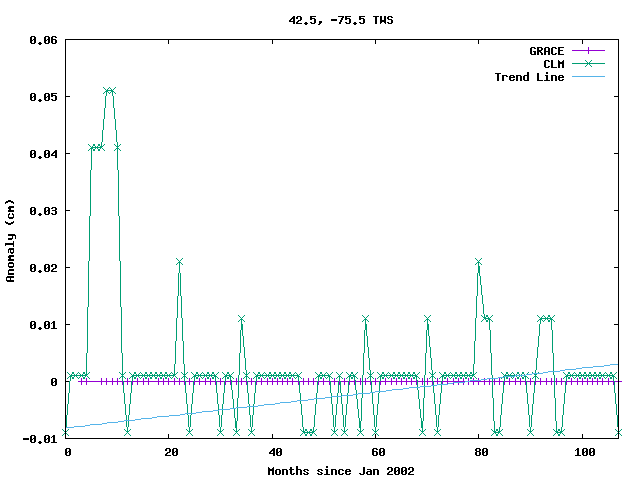 42.5, -75.5 TWS
GRACE
CLM
Trend Line
0.06
0.05
0.04
0.03
0.02
0.01
0
-0.01
Anomaly (cm)
0 20 40 60 80 100
Months since Jan 2002